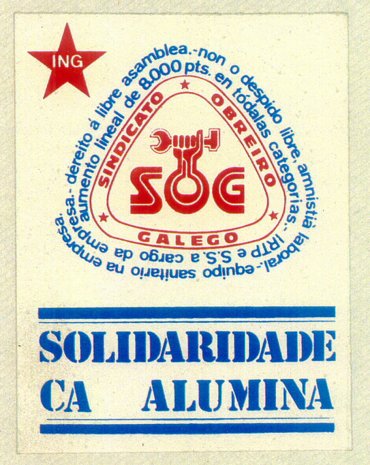 ING
aumento lineal de 8.000 pts. en tódalas categorías.- IRTP e S.S. a cargo da empresa.
dereito á libre asamblea.-non o despido libre, amnistía laboral.-equipo sanitario na empresa.-
SINDICATO OBREIRO GALEGO
SOG
SOLIDARIDADE
CA ALUMINA